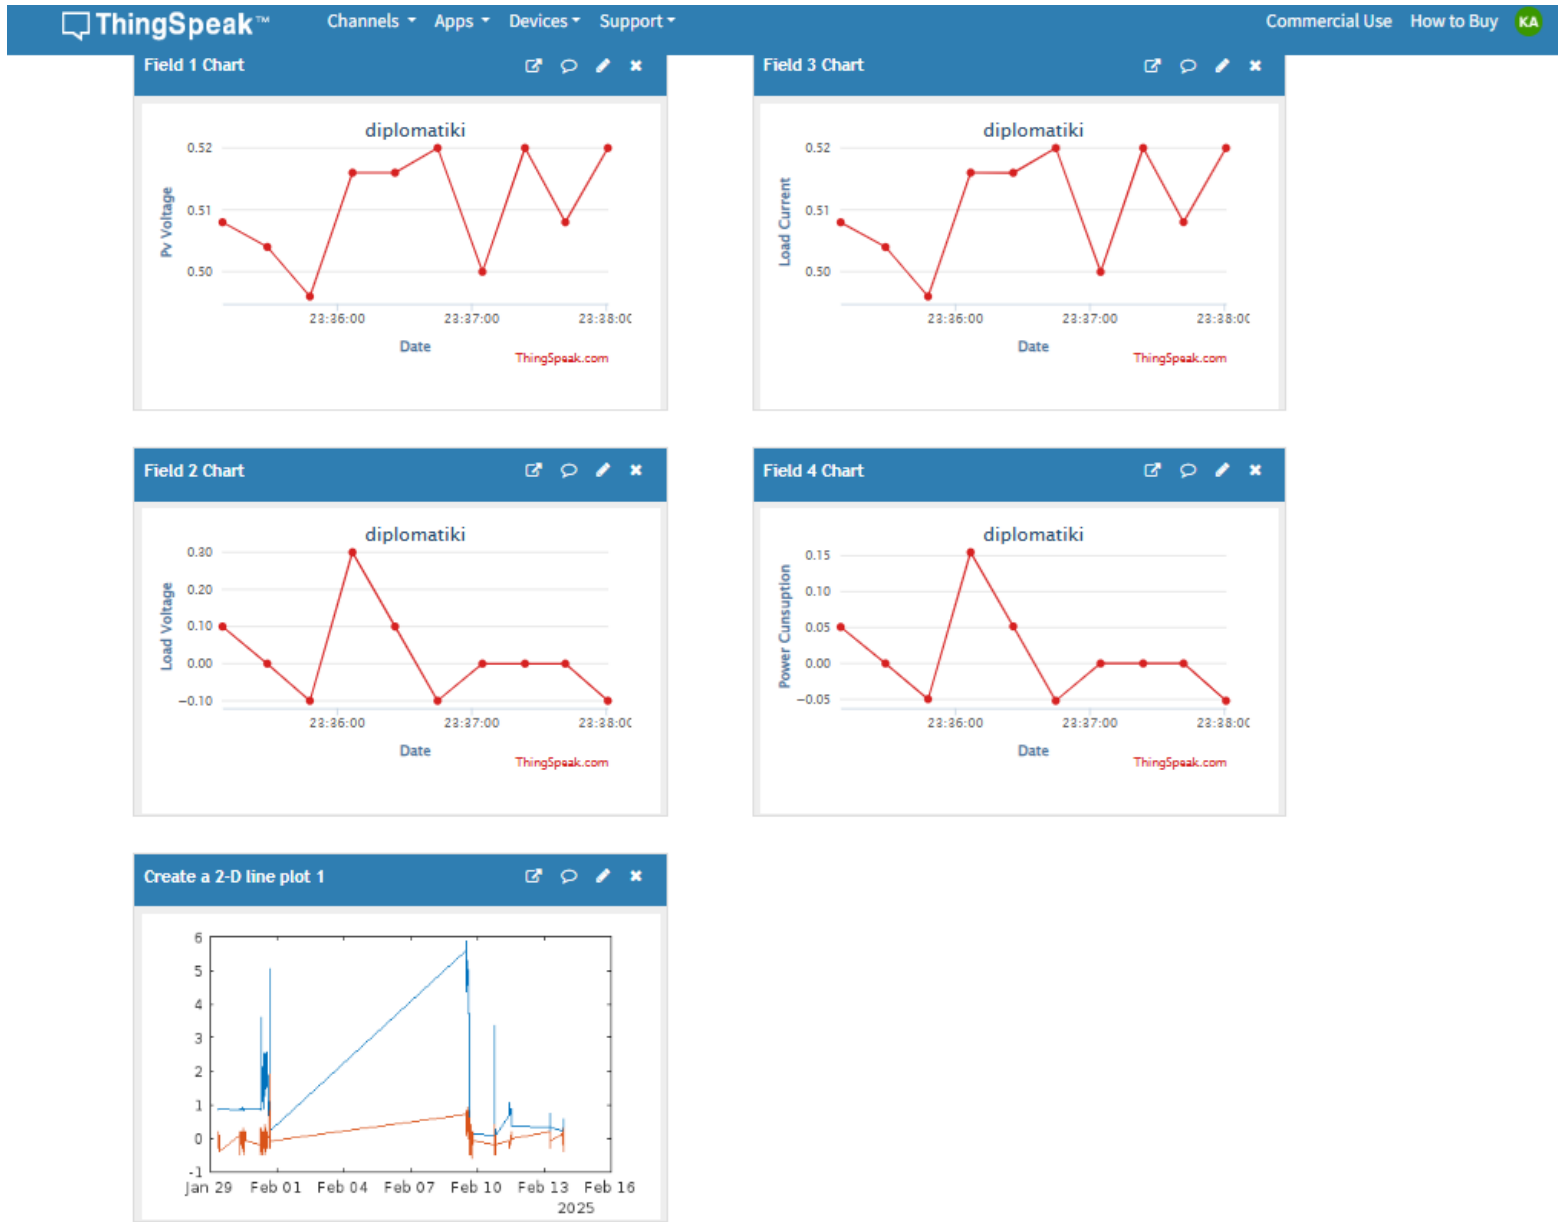 ThingSpeak™ Channels Apps Devices Support Commercial Use How to Buy KA
Field 1 Chart
diplomatiki
0.52
0.51
0.50
Pv Voltage
23:36:00 23:37:00 23:38:0
Date
ThingSpeak.com
Field 3 Chart
diplomatiki
0.52
0.51
0.50
Load Current
23:36:00 23:37:00 23:38:0
Date
ThingSpeak.com
Field 2 Chart
diplomatiki
0.30
0.20
0.10
0.00
−0.10
Load Voltage
23:36:00 23:37:00 23:38:0
Date
ThingSpeak.com
Field 4 Chart
diplomatiki
0.15
0.10
0.05
0.00
−0.05
Power Cunsuption
23:36:00 23:37:00 23:38:0
Date
ThingSpeak.com
Create a 2-D line plot 1
6
5
4
3
2
1
0
-1
Jan 29 Feb 01 Feb 04 Feb 07 Feb 10 Feb 13 Feb 16
2025